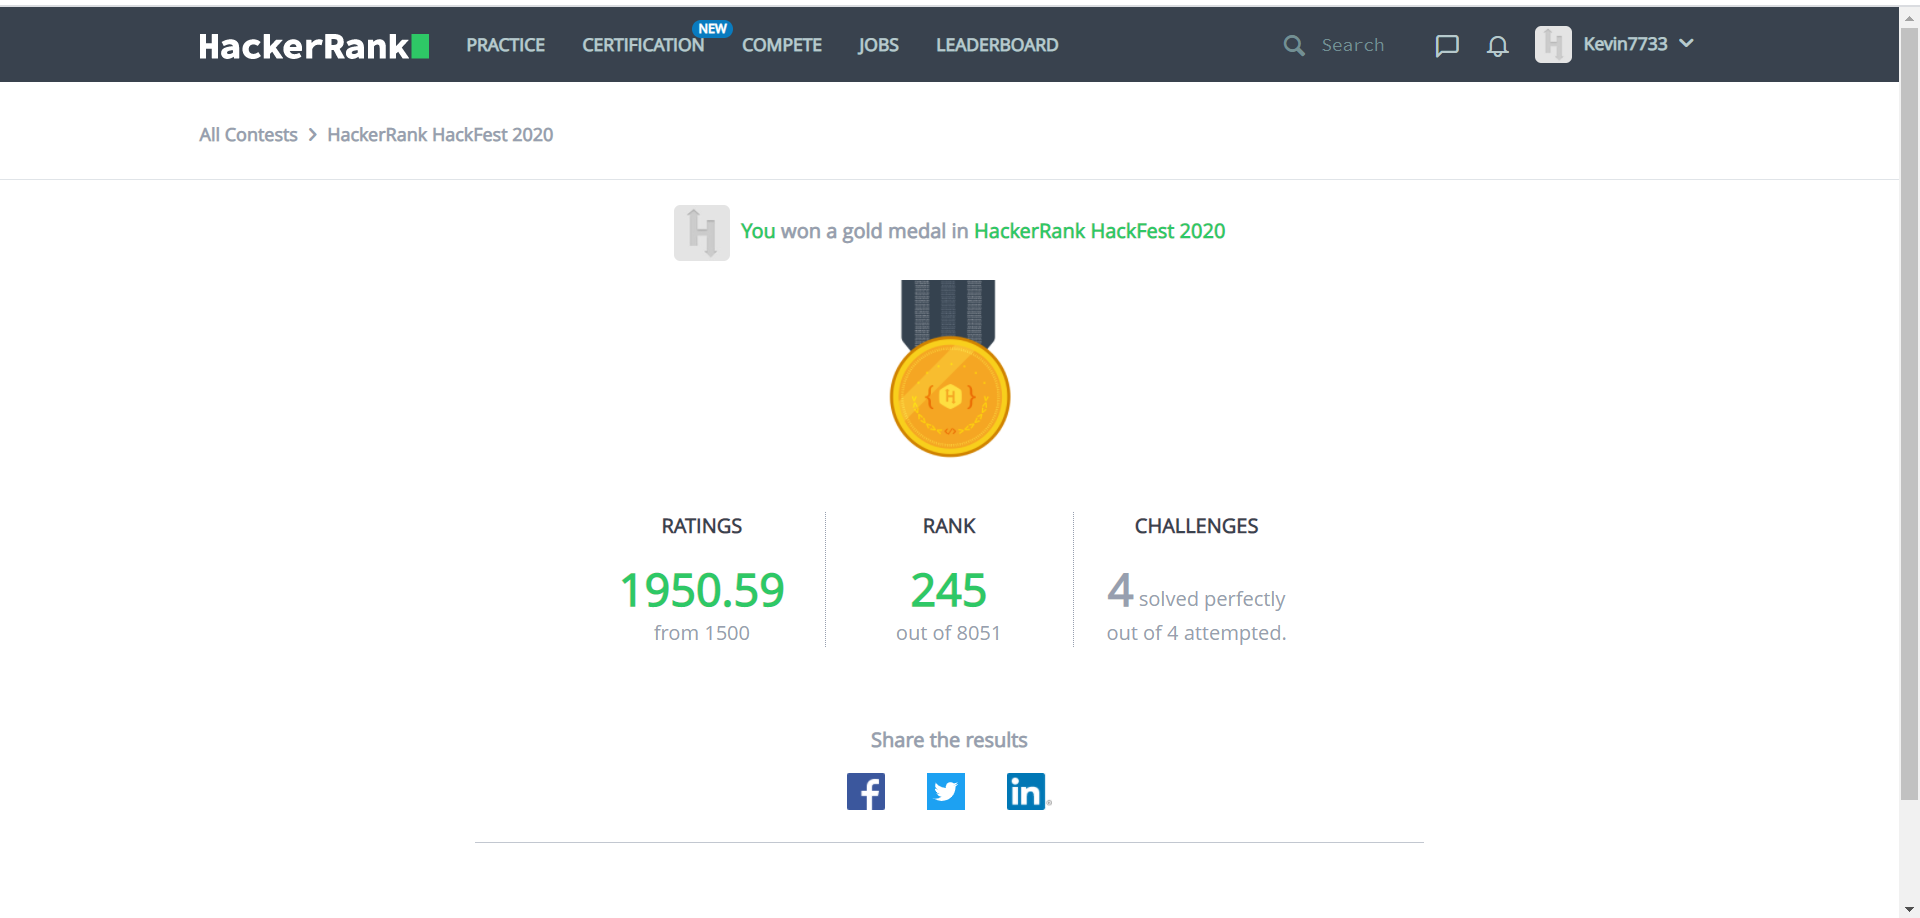 HackerRank PRACTICE CERTIFICATION NEW COMPETE JOBS LEADERBOARD Search Kevin7733
All Contests > HackerRank HackFest 2020
You won a gold medal in HackerRank HackFest 2020
{ H }
RATINGS
1950.59
from 1500
RANK
245
out of 8051
CHALLENGES
4 solved perfectly
out of 4 attempted.
Share the results
f
in